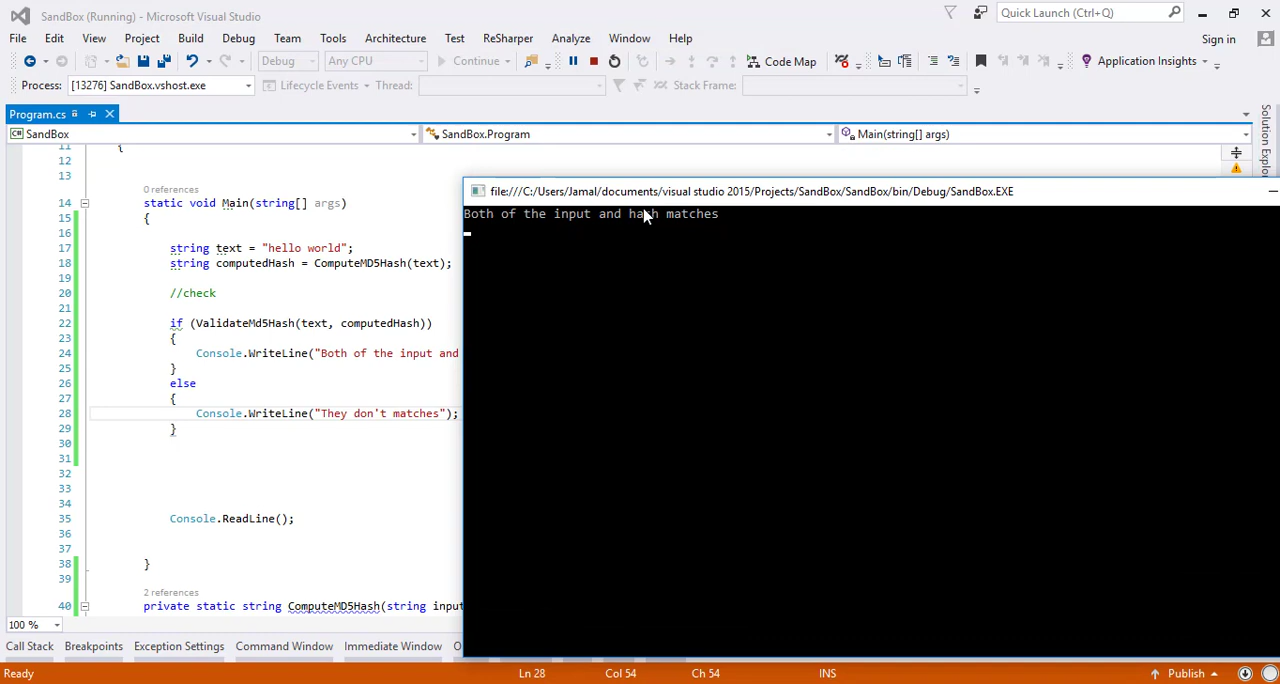 SandBox (Running) - Microsoft Visual Studio
Quick Launch (Ctrl+Q)
File Edit View Project Build Debug Team Tools Architecture Test ReSharper Analyze Window Help
Sign in
Debug Any CPU Continue Code Map Application Insights
Process: [13276] SandBox.vshost.exe Lifecycle Events Thread: Stack Frame:
Program.cs
C# SandBox SandBox.Program Main(string[] args)
Solution Explo
11 {
12
13
0 references
14 static void Main(string[] args)
15 {
16
17 string text = "hello world";
18 string computedHash = ComputeMD5Hash(text);
19
20 //check
21
22 if (ValidateMd5Hash(text, computedHash))
23 {
24 Console.WriteLine("Both of the input and
25 }
26 else
27 {
28 Console.WriteLine("They don't matches");
29 }
30
31
32
33
34
35 Console.ReadLine();
36
37
38 }
39
2 references
40 private static string ComputeMD5Hash(string input
file:///C:/Users/Jamal/documents/visual studio 2015/Projects/SandBox/SandBox/bin/Debug/SandBox.EXE
Both of the input and hash matches
100 %
Call Stack Breakpoints Exception Settings Command Window Immediate Window O
Ready Ln 28 Col 54 Ch 54 INS Publish